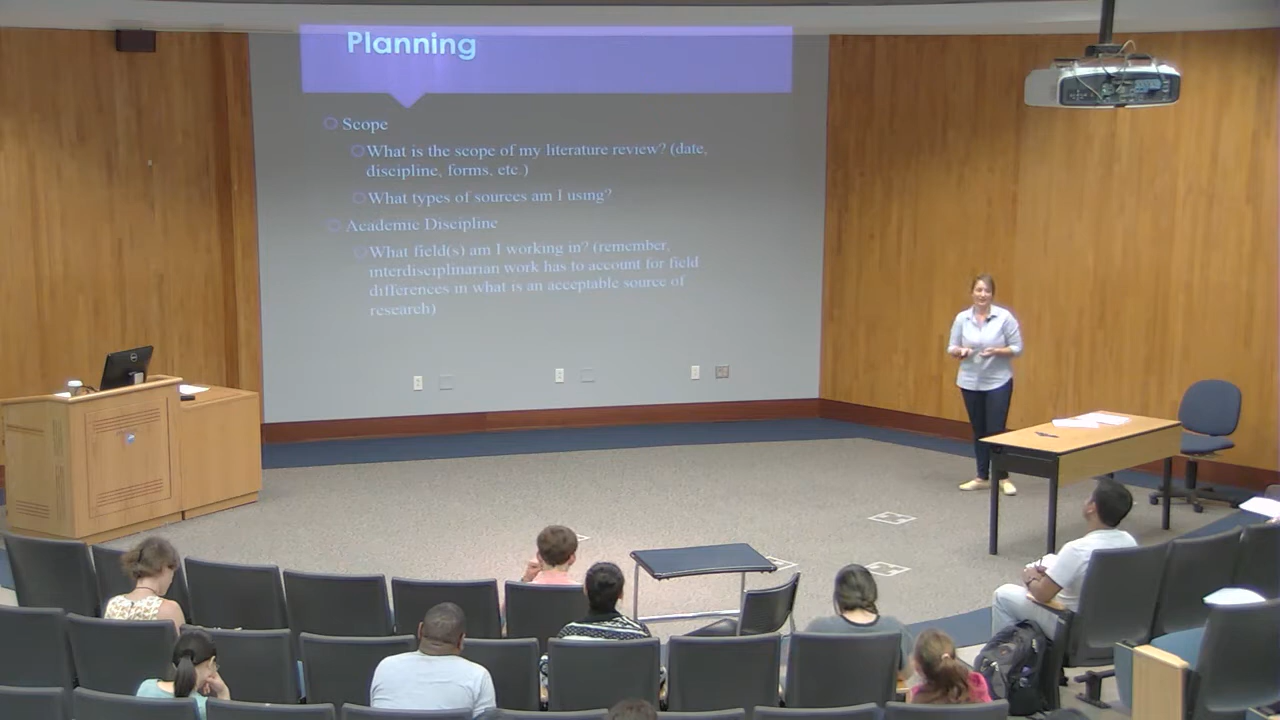 Planning
Scope
What is the scope of my literature review? (date,
discipline, forms, etc.)
What types of sources am I using?
Academic Discipline
What field(s) am I working in? (remember,
interdisciplinarian work has to account for field
differences in what is an acceptable source of
research)